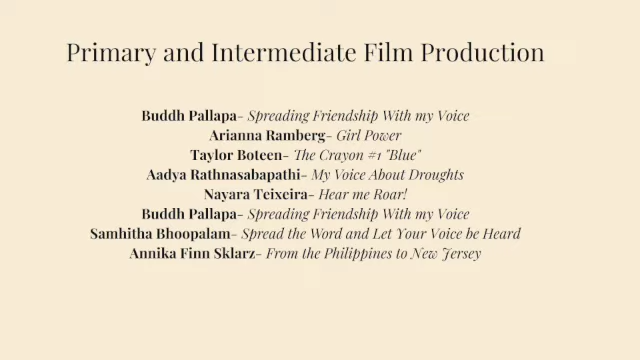 Primary and Intermediate Film Production
Buddh Pallapa- Spreading Friendship With my Voice
Arianna Ramberg- Girl Power
Taylor Boteen- The Crayon #1 "Blue"
Aadya Rathnasabapathi- My Voice About Droughts
Nayara Teixeira- Hear me Roar!
Buddh Pallapa- Spreading Friendship With my Voice
Samhitha Bhoopalam- Spread the Word and Let Your Voice be Heard
Annika Finn Sklarz- From the Philippines to New Jersey